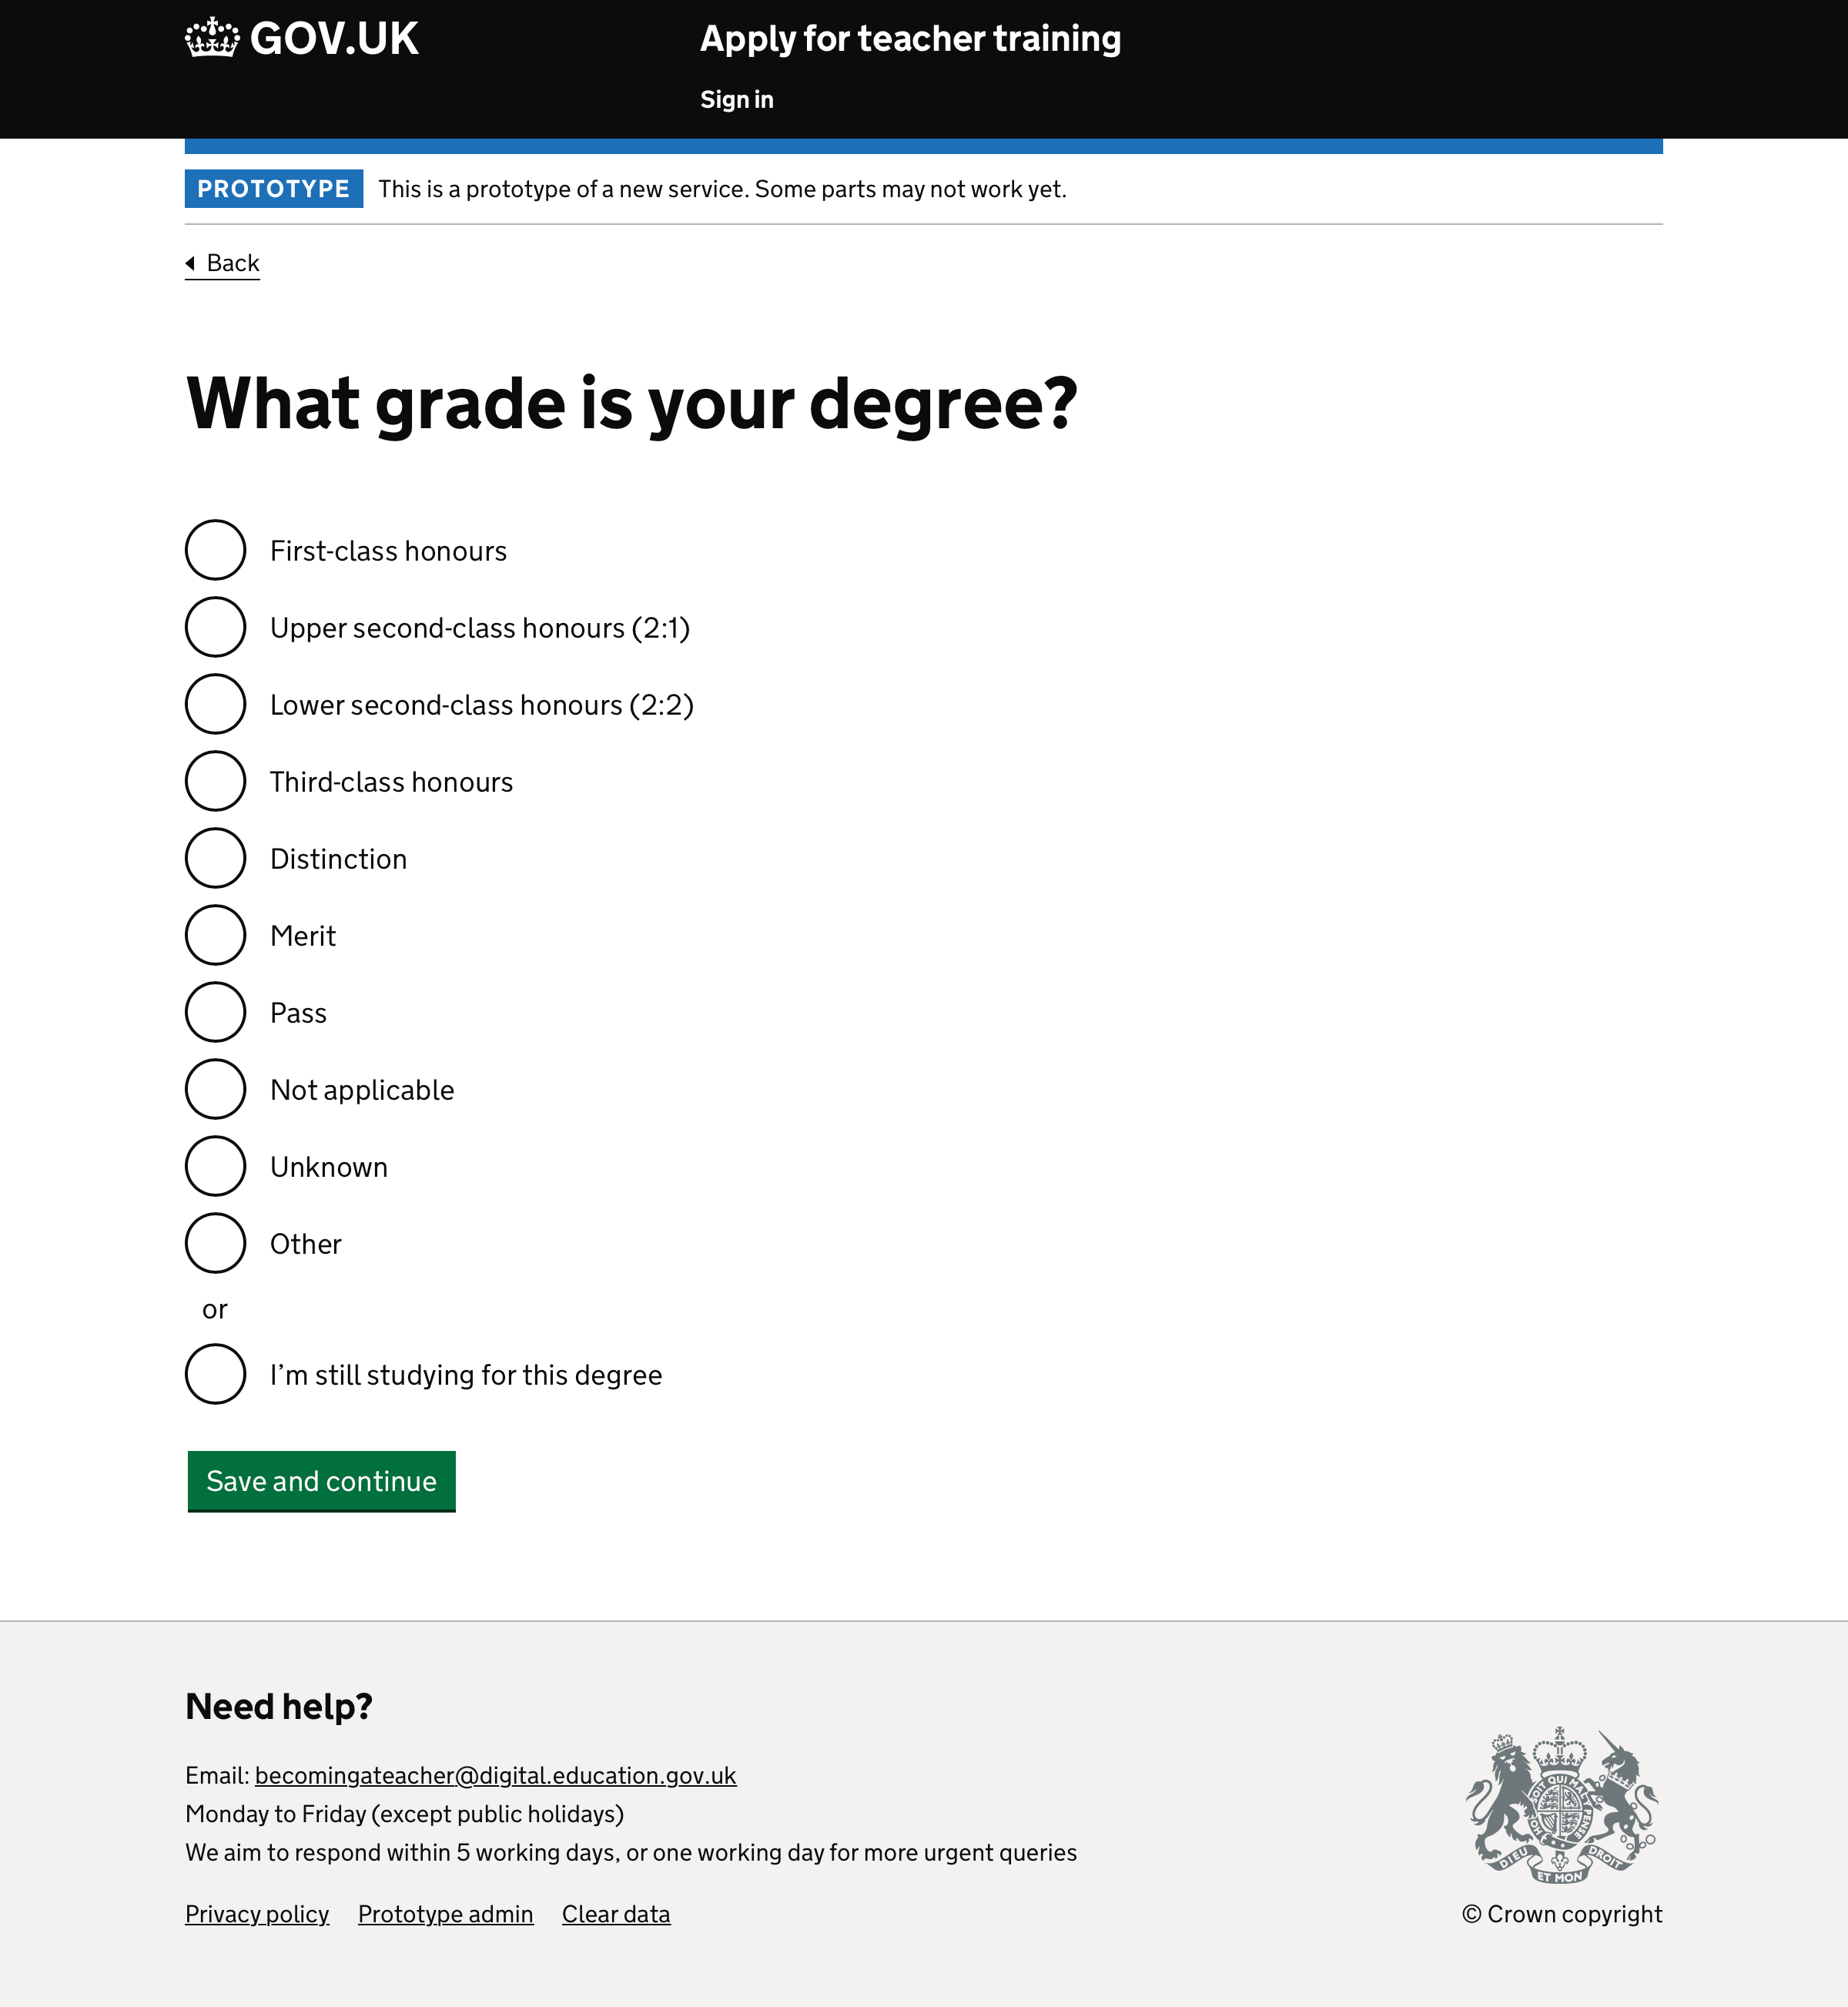 GOV.UK
Apply for teacher training
Sign in
PROTOTYPE This is a prototype of a new service. Some parts may not work yet.
Back
What grade is your degree?
First-class honours
Upper second-class honours (2:1)
Lower second-class honours (2:2)
Third-class honours
Distinction
Merit
Pass
Not applicable
Unknown
Other
or
I’m still studying for this degree
Save and continue
Need help?
Email: becomingateacher@digital.education.gov.uk
Monday to Friday (except public holidays)
We aim to respond within 5 working days, or one working day for more urgent queries
Privacy policy Prototype admin Clear data
DIEU ET MON DROIT
© Crown copyright